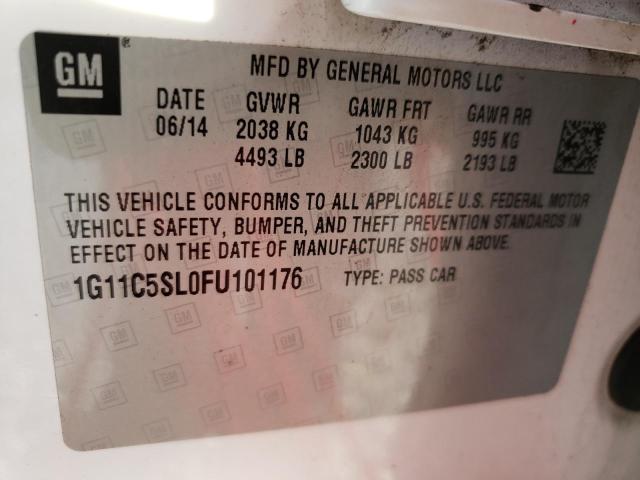 GM ®
MFD BY GENERAL MOTORS LLC
DATE GVWR GAWR FRT GAWR RR
06/14 2038 KG 1043 KG 995 KG
4493 LB 2300 LB 2193 LB
THIS VEHICLE CONFORMS TO ALL APPLICABLE U.S. FEDERAL MOTOR
VEHICLE SAFETY, BUMPER, AND THEFT PREVENTION STANDARDS IN
EFFECT ON THE DATE OF MANUFACTURE SHOWN ABOVE.
1G11C5SL0FU101176 TYPE: PASS CAR